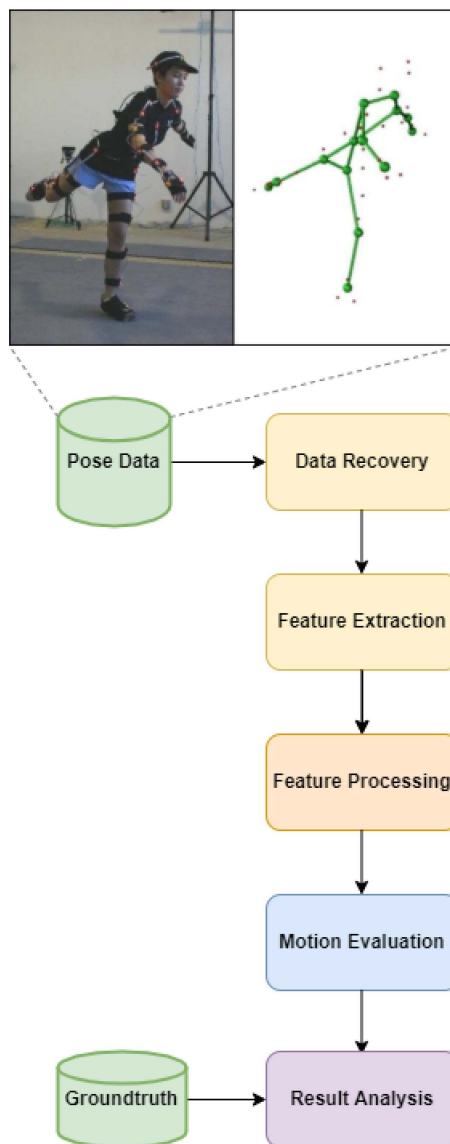 Pose Data
Data Recovery
Feature Extraction
Feature Processing
Motion Evaluation
Groundtruth
Result Analysis